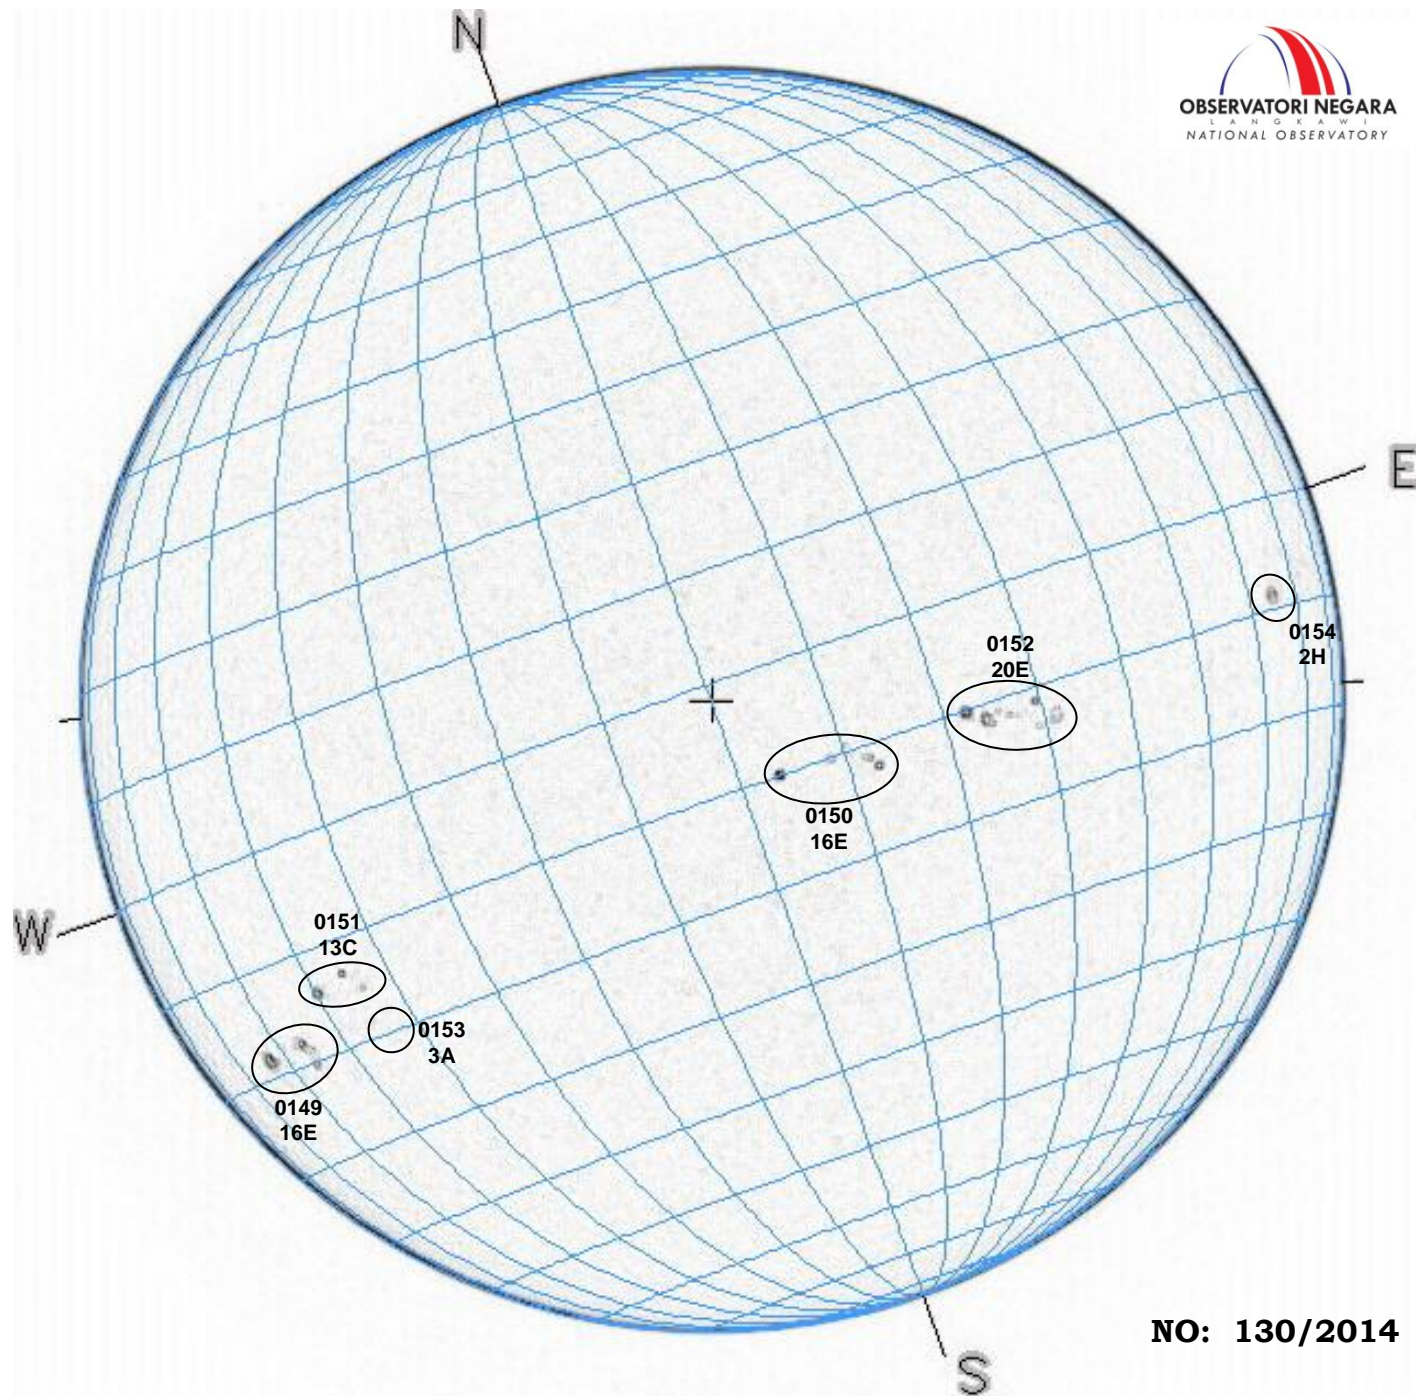 N
OBSERVATORI NEGARA
LANGKAWI
NATIONAL OBSERVATORY
E
0154
2H
0152
20E
0150
16E
0151
13C
W
0153
3A
0149
16E
NO: 130/2014
S